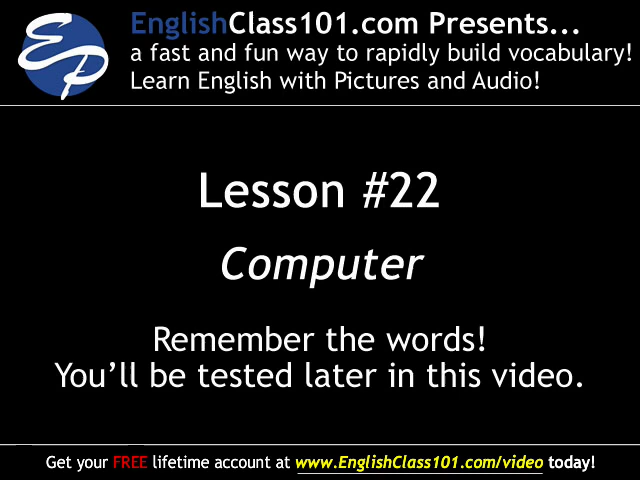 EP
EnglishClass101.com Presents...
a fast and fun way to rapidly build vocabulary!
Learn English with Pictures and Audio!
Lesson #22
Computer
Remember the words!
You'll be tested later in this video.
Get your FREE lifetime account at www.EnglishClass101.com/video today!